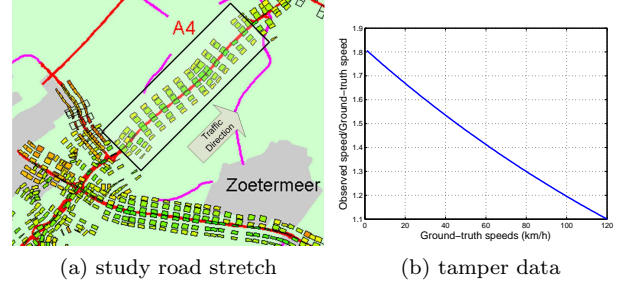 A4
Traffic
Direction
Zoetermeer
(a) study road stretch
Observed speed/Ground-truth speed
1.9
1.8
1.7
1.6
1.5
1.4
1.3
1.2
1.1
0 20 40 60 80 100 120
Ground-truth speeds (km/h)
(b) tamper data